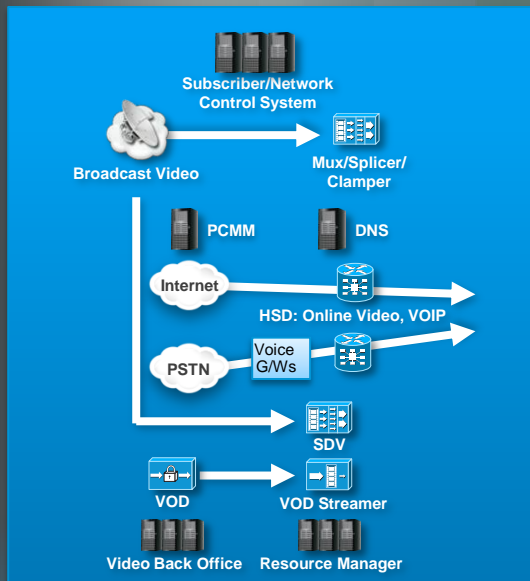 Subscriber/Network
Control System
Broadcast Video
Mux/Splicer/
Clamper
PCMM
DNS
Internet
HSD: Online Video, VOIP
Voice
G/Ws
PSTN
SDV
VOD
VOD Streamer
Video Back Office
Resource Manager